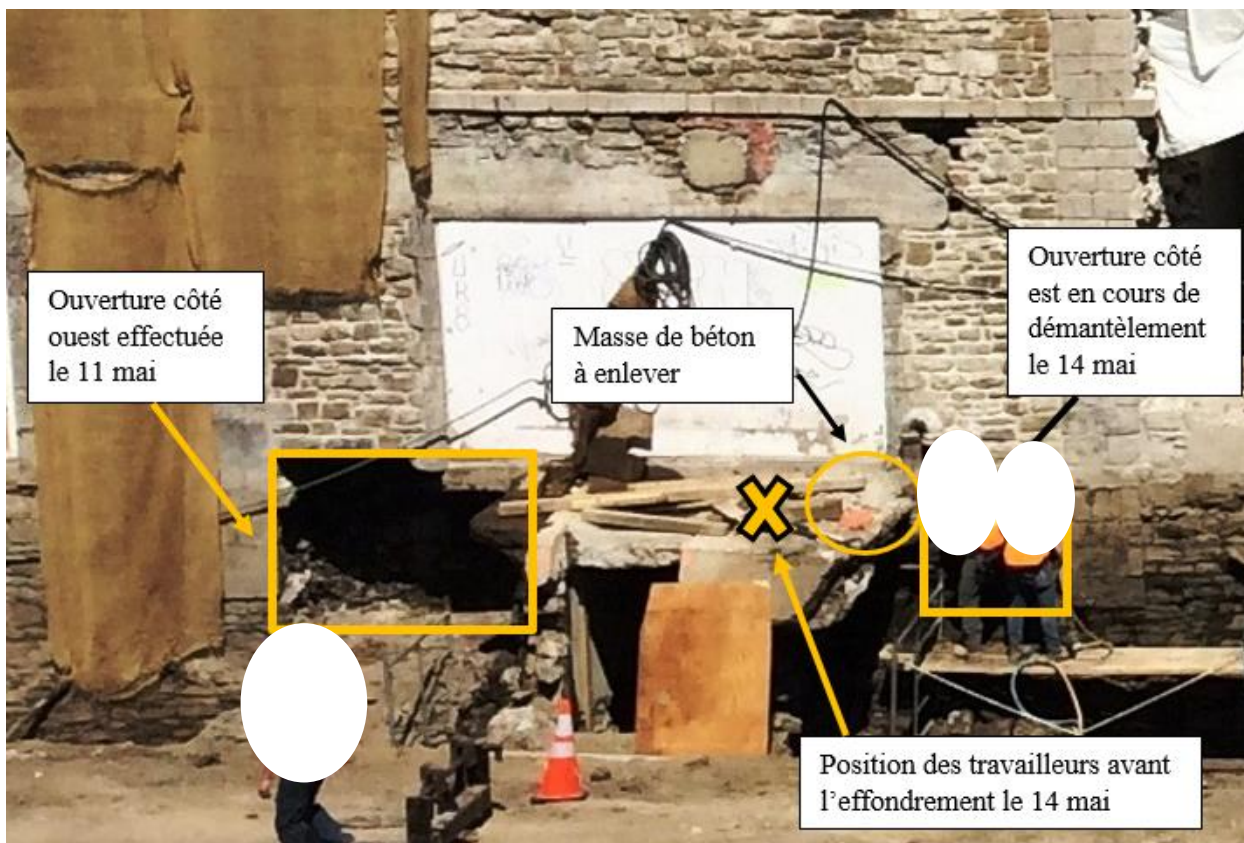 Ouverture côté
ouest effectuée
le 11 mai
Masse de béton
à enlever
Ouverture côté
est en cours de
démantèlement
le 14 mai
Position des travailleurs avant
l'effondrement le 14 mai